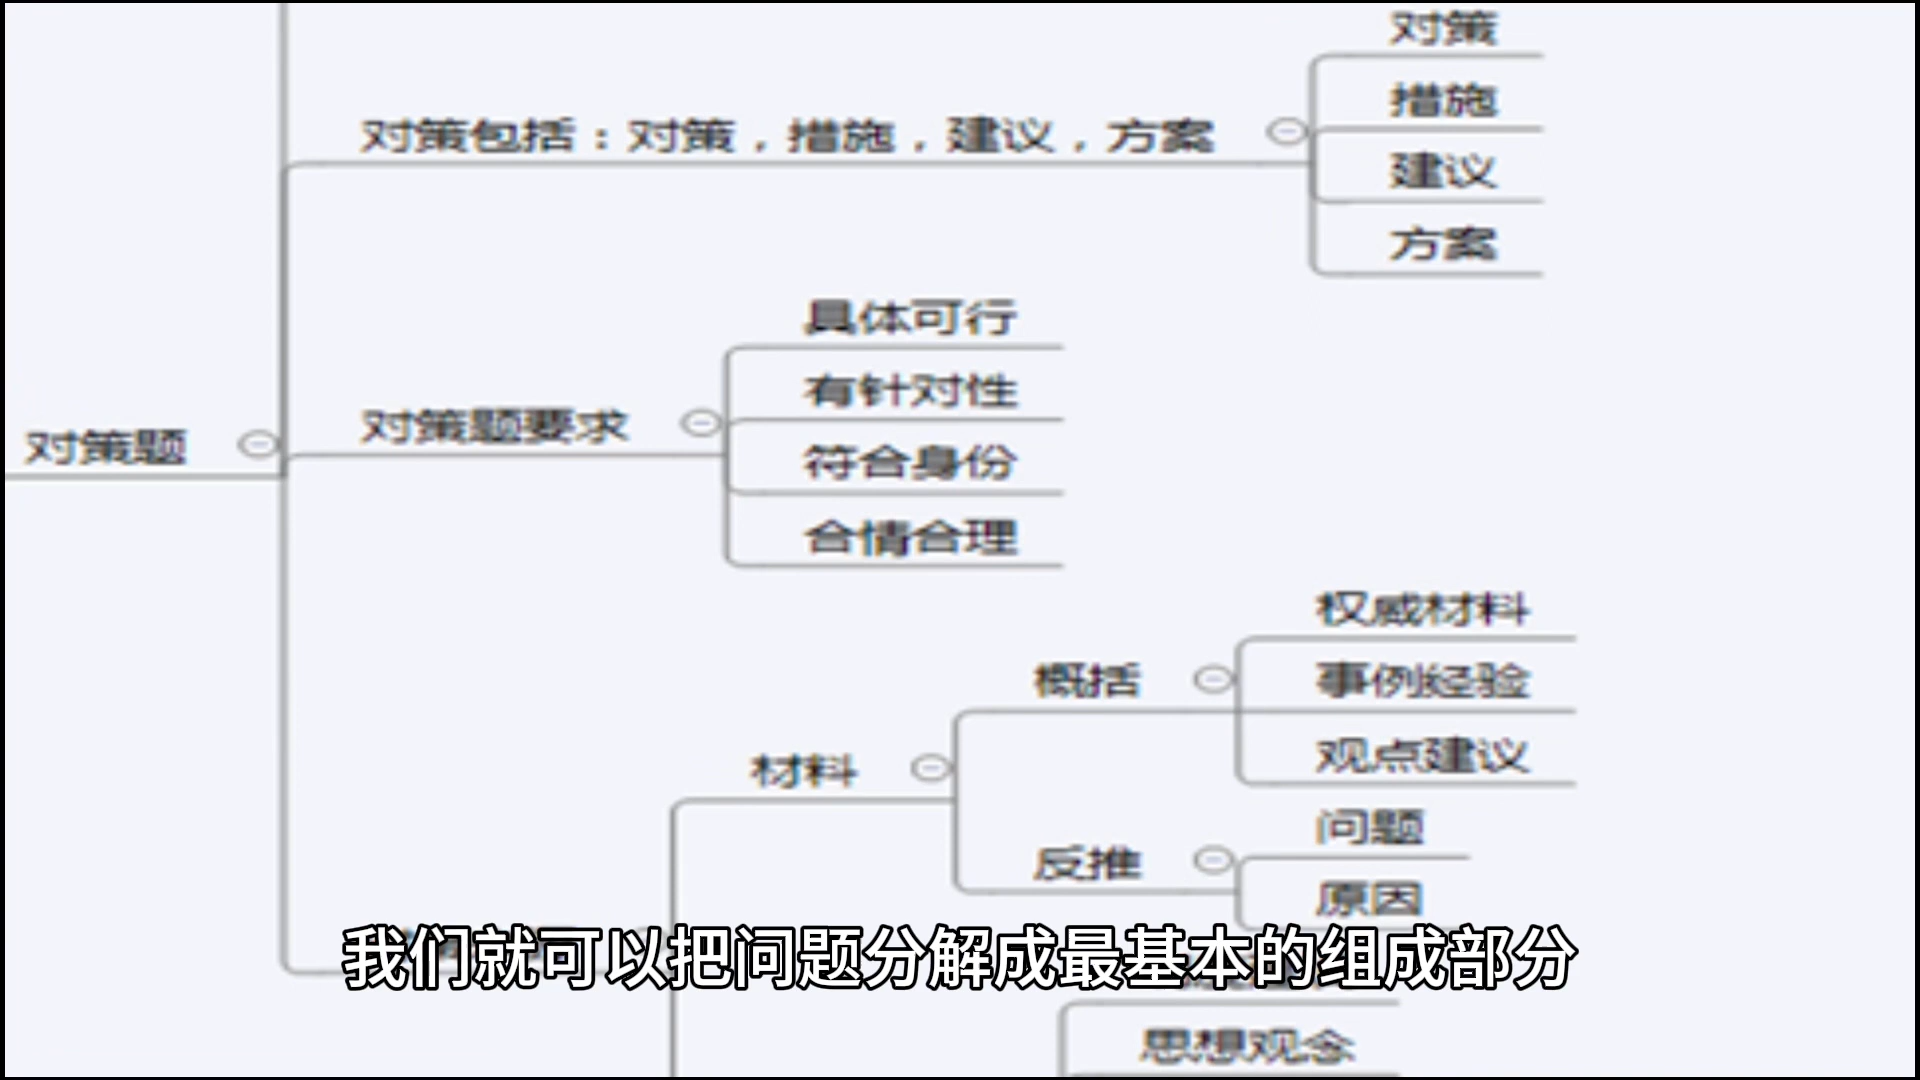 对策
对策包括：对策，措施，建议，方案
措施
建议
方案
具体可行
有针对性
对策题
对策题要求
符合身份
合情合理
权威材料
概括
事例经验
观点建议
材料
问题
反推
原因
我们就可以把问题分解成最基本的组成部分
思想观念